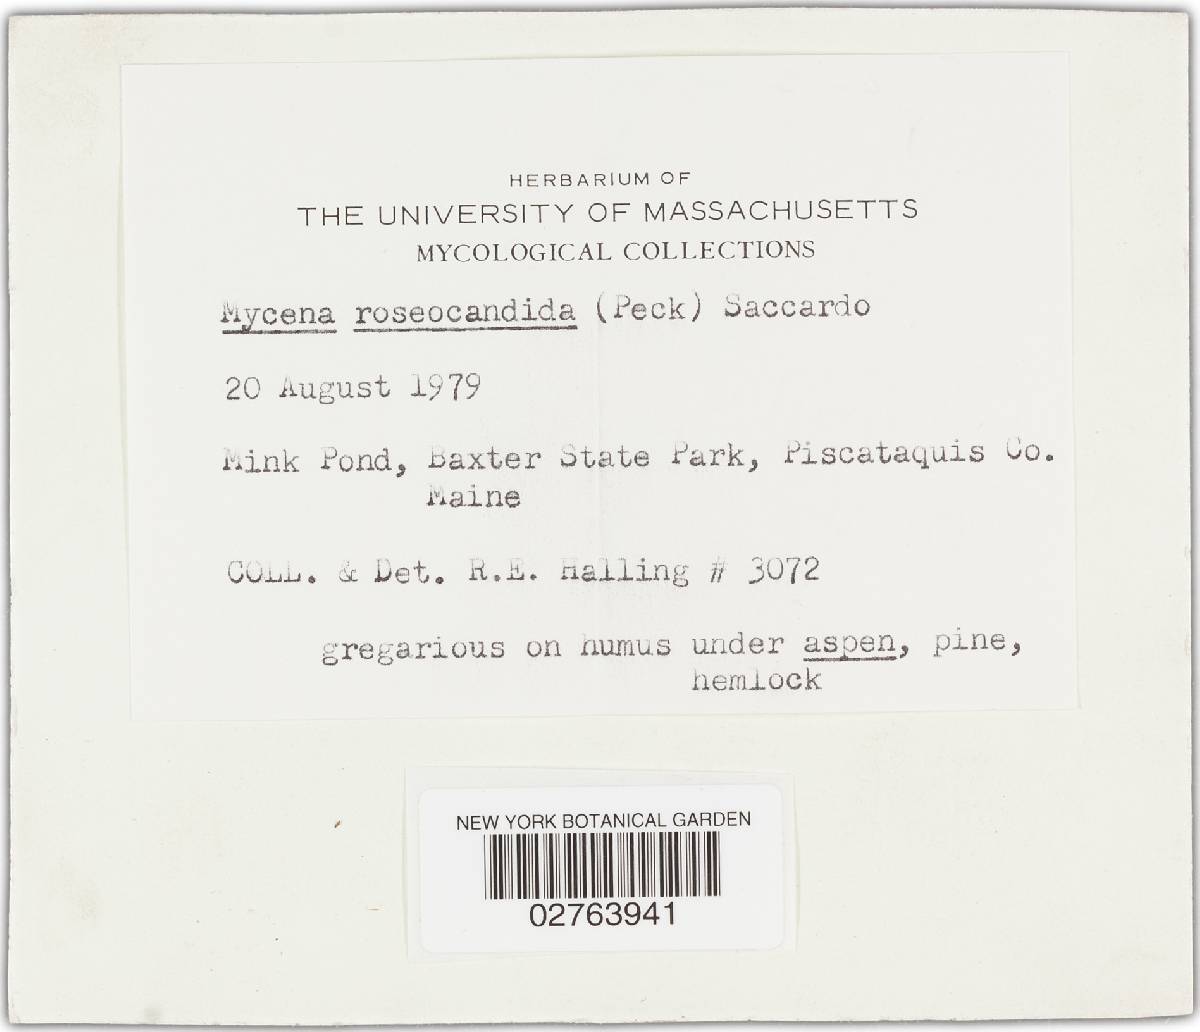 HERBARIUM OF
THE UNIVERSITY OF MASSACHUSETTS
MYCOLOGICAL COLLECTIONS
Mycena roseocandida (Peck) Saccardo
20 August 1979
Mink Pond, Baxter State Park, Piscataquis Co.
Maine
COLL. & Det. R.E. Halling # 3072
gregarious on humus under aspen, pine,
hemlock
NEW YORK BOTANICAL GARDEN
02763941